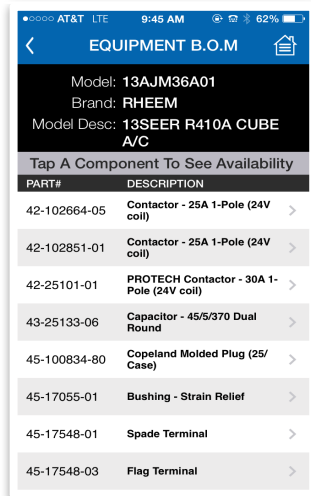 AT&T LTE 9:45 AM 62%
EQUIPMENT B.O.M
Model: 13AJM36A01
Brand: RHEEM
Model Desc: 13SEER R410A CUBE
A/C
Tap A Component To See Availability
PART# DESCRIPTION
42-102664-05 Contactor - 25A 1-Pole (24V
coil)
42-102851-01 Contactor - 25A 1-Pole (24V
coil)
42-25101-01 PROTECH Contactor - 30A 1-
Pole (24V coil)
43-25133-06 Capacitor - 45/5/370 Dual
Round
45-100834-80 Copeland Molded Plug (25/
Case)
45-17055-01 Bushing - Strain Relief
45-17548-01 Spade Terminal
45-17548-03 Flag Terminal